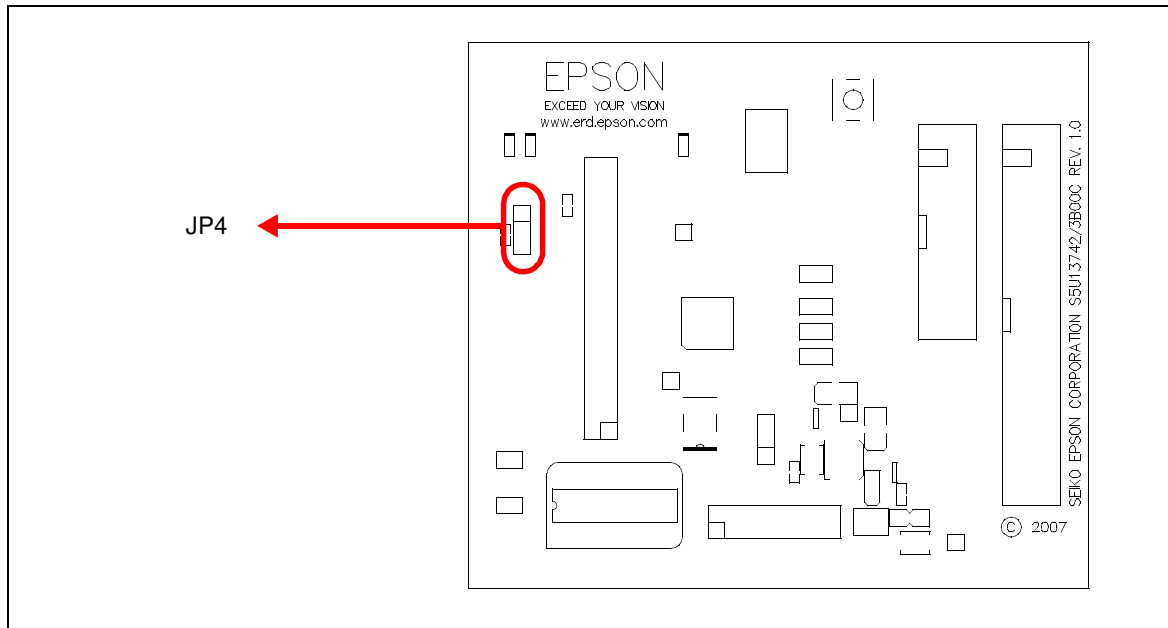 EPSON
EXCEED YOUR VISION
www.erd.epson.com
JP4
SEIKO EPSON CORPORATION S5U13742/3B00C REV. 1.0
© 2007